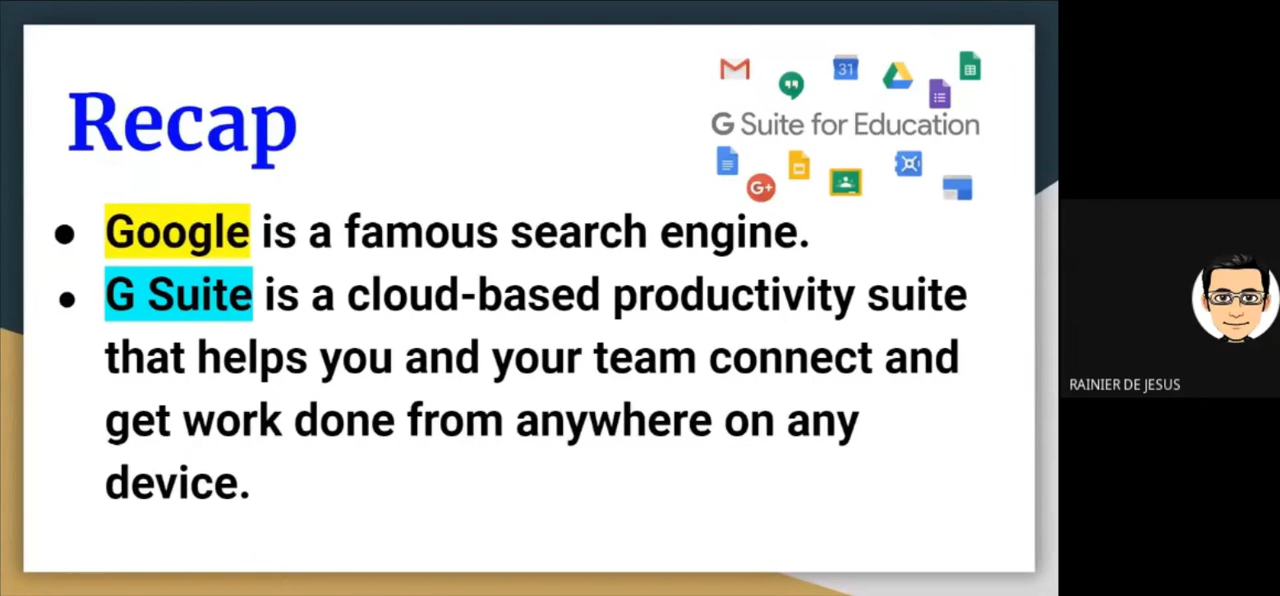 Recap
31
G Suite for Education
G+
● Google is a famous search engine.
● G Suite is a cloud-based productivity suite
that helps you and your team connect and
get work done from anywhere on any
device.
RAINIER DE JESUS